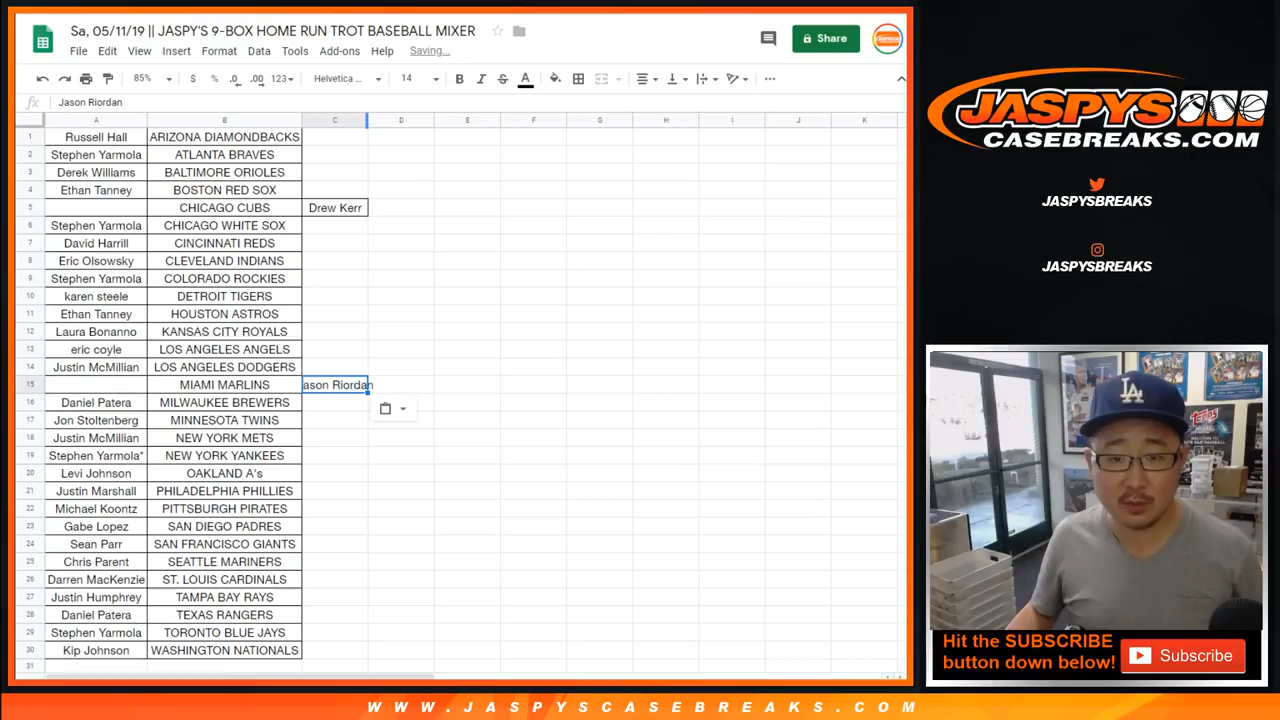 Sa, 05/11/19 || JASPY'S 9-BOX HOME RUN TROT BASEBALL MIXER
File Edit View Insert Format Data Tools Add-ons Help Saving...
Share
85% $ % .0 .00 123 Helvetica ... 14 B I S A
fx Jason Riordan
A B C D E F G H I J K
1 Russell Hall ARIZONA DIAMONDBACKS
2 Stephen Yarmola ATLANTA BRAVES
3 Derek Williams BALTIMORE ORIOLES
4 Ethan Tanney BOSTON RED SOX
5 CHICAGO CUBS Drew Kerr
6 Stephen Yarmola CHICAGO WHITE SOX
7 David Harrill CINCINNATI REDS
8 Eric Olsowsky CLEVELAND INDIANS
9 Stephen Yarmola COLORADO ROCKIES
10 karen steele DETROIT TIGERS
11 Ethan Tanney HOUSTON ASTROS
12 Laura Bonanno KANSAS CITY ROYALS
13 eric coyle LOS ANGELES ANGELS
14 Justin McMillian LOS ANGELES DODGERS
15 MIAMI MARLINS ason Riordan
16 Daniel Patera MILWAUKEE BREWERS
17 Jon Stoltenberg MINNESOTA TWINS
18 Justin McMillian NEW YORK METS
19 Stephen Yarmola* NEW YORK YANKEES
20 Levi Johnson OAKLAND A's
21 Justin Marshall PHILADELPHIA PHILLIES
22 Michael Koontz PITTSBURGH PIRATES
23 Gabe Lopez SAN DIEGO PADRES
24 Sean Parr SAN FRANCISCO GIANTS
25 Chris Parent SEATTLE MARINERS
26 Darren MacKenzie ST. LOUIS CARDINALS
27 Justin Humphrey TAMPA BAY RAYS
28 Daniel Patera TEXAS RANGERS
29 Stephen Yarmola TORONTO BLUE JAYS
30 Kip Johnson WASHINGTON NATIONALS
31
JASPYS
CASEBREAKS.COM
JASPYSBREAKS
JASPYSBREAKS
LA
TOPPS
Hit the SUBSCRIBE
button down below!
Subscribe
WWW.JASPYSCASEBREAKS.COM